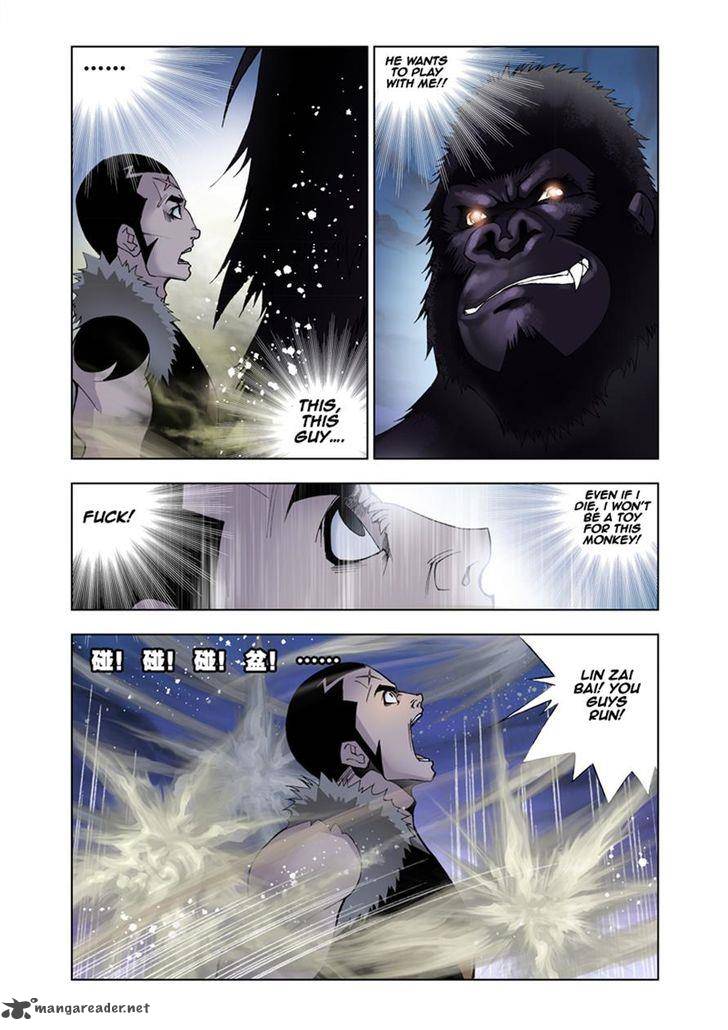 ......
THIS,
THIS
GUY....
HE WANTS
TO PLAY
WITH ME!!
FUCK!
EVEN IF I
DIE, I WON'T
BE A TOY
FOR THIS
MONKEY!
碰！碰！碰！盆！……
LIN ZAI
BAI! YOU
GUYS
RUN!
mangareader.net